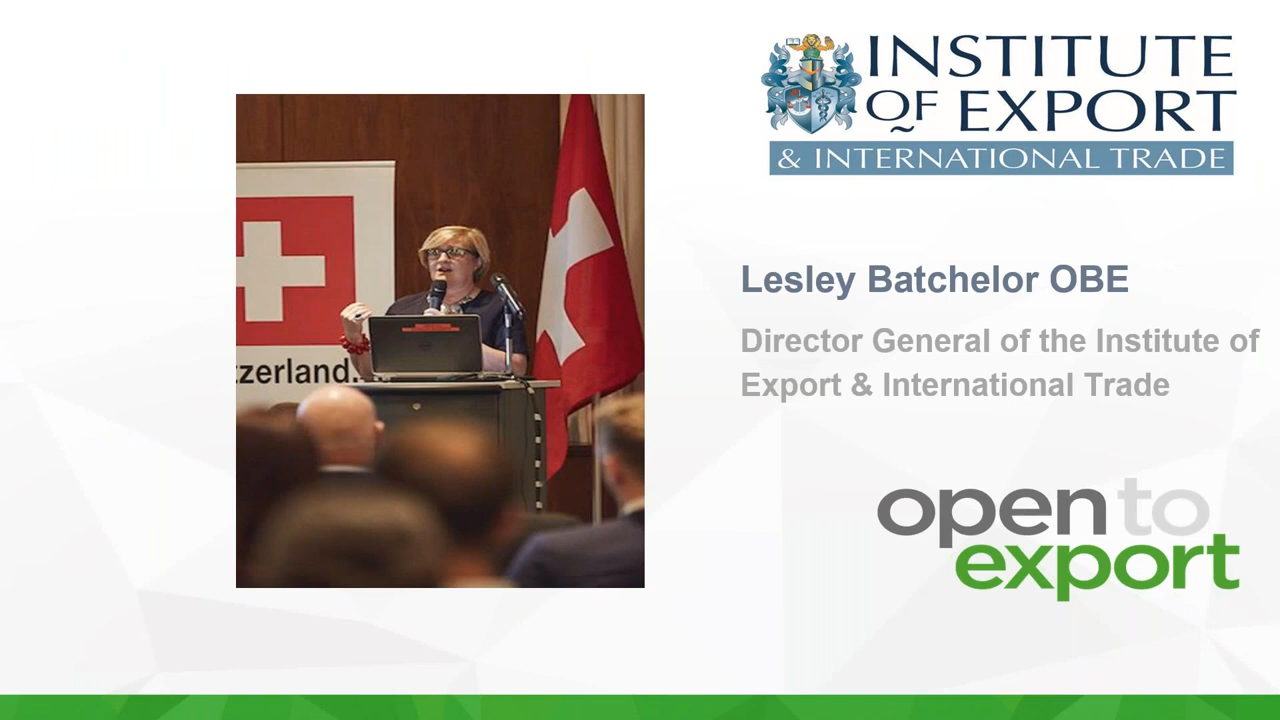 INSTITUTE
OF EXPORT
& INTERNATIONAL TRADE
tzerland.
Lesley Batchelor OBE
Director General of the Institute of
Export & International Trade
open to
export